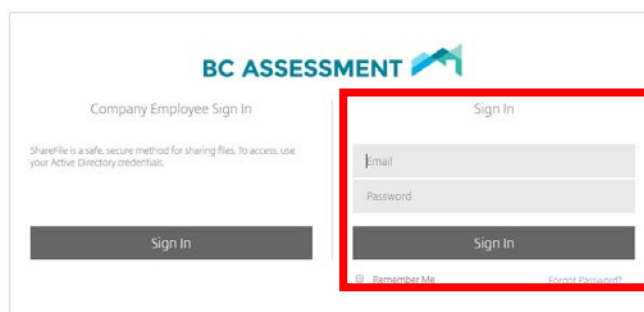 BC ASSESSMENT
Company Employee Sign In
ShareFile is a safe, secure method for sharing files. To access, use
your Active Directory credentials.
Sign In
Sign In
Email
Password
Sign In
Remember Me
Forgot Password?